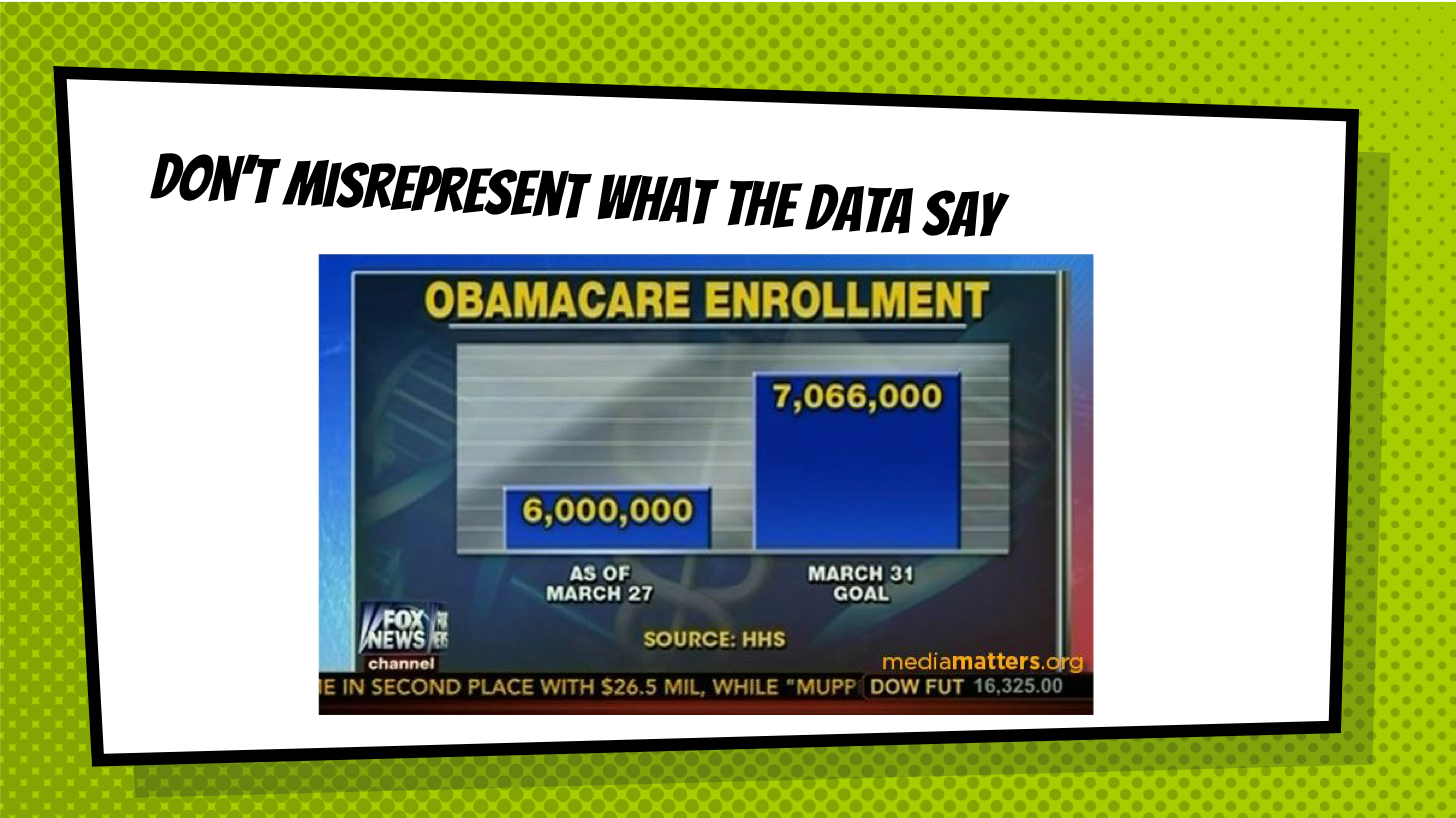 DON'T MISREPRESENT WHAT THE DATA SAY
OBAMACARE ENROLLMENT
7,066,000
6,000,000
AS OF
MARCH 27
MARCH 31
GOAL
FOX
NEWS
channel
SOURCE: HHS
mediamatters.org
E IN SECOND PLACE WITH $26.5 MIL, WHILE "MUPP
DOW FUT 16,325.00